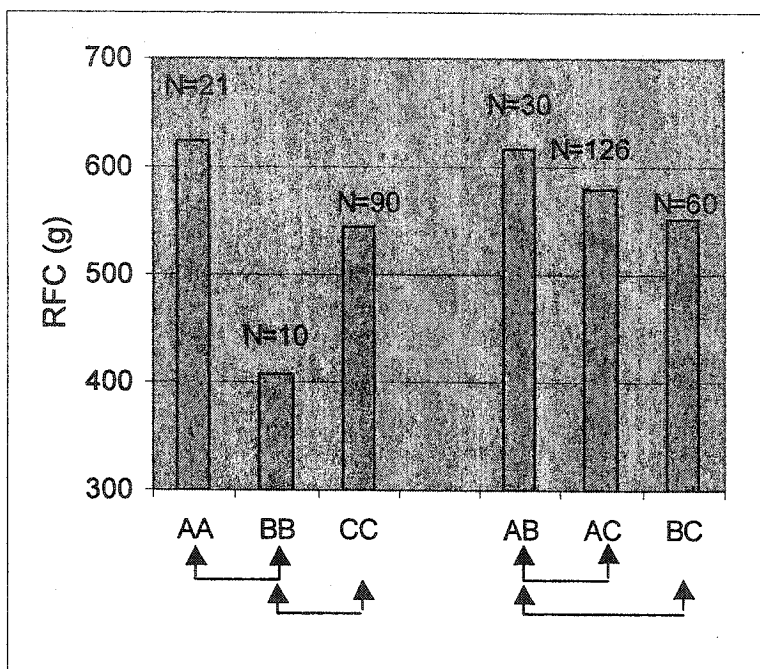 700
N=21
N=30
N=126
600
N=90
N=60
500
RFC (g)
N=10
400
300
AA BB CC AB AC BC